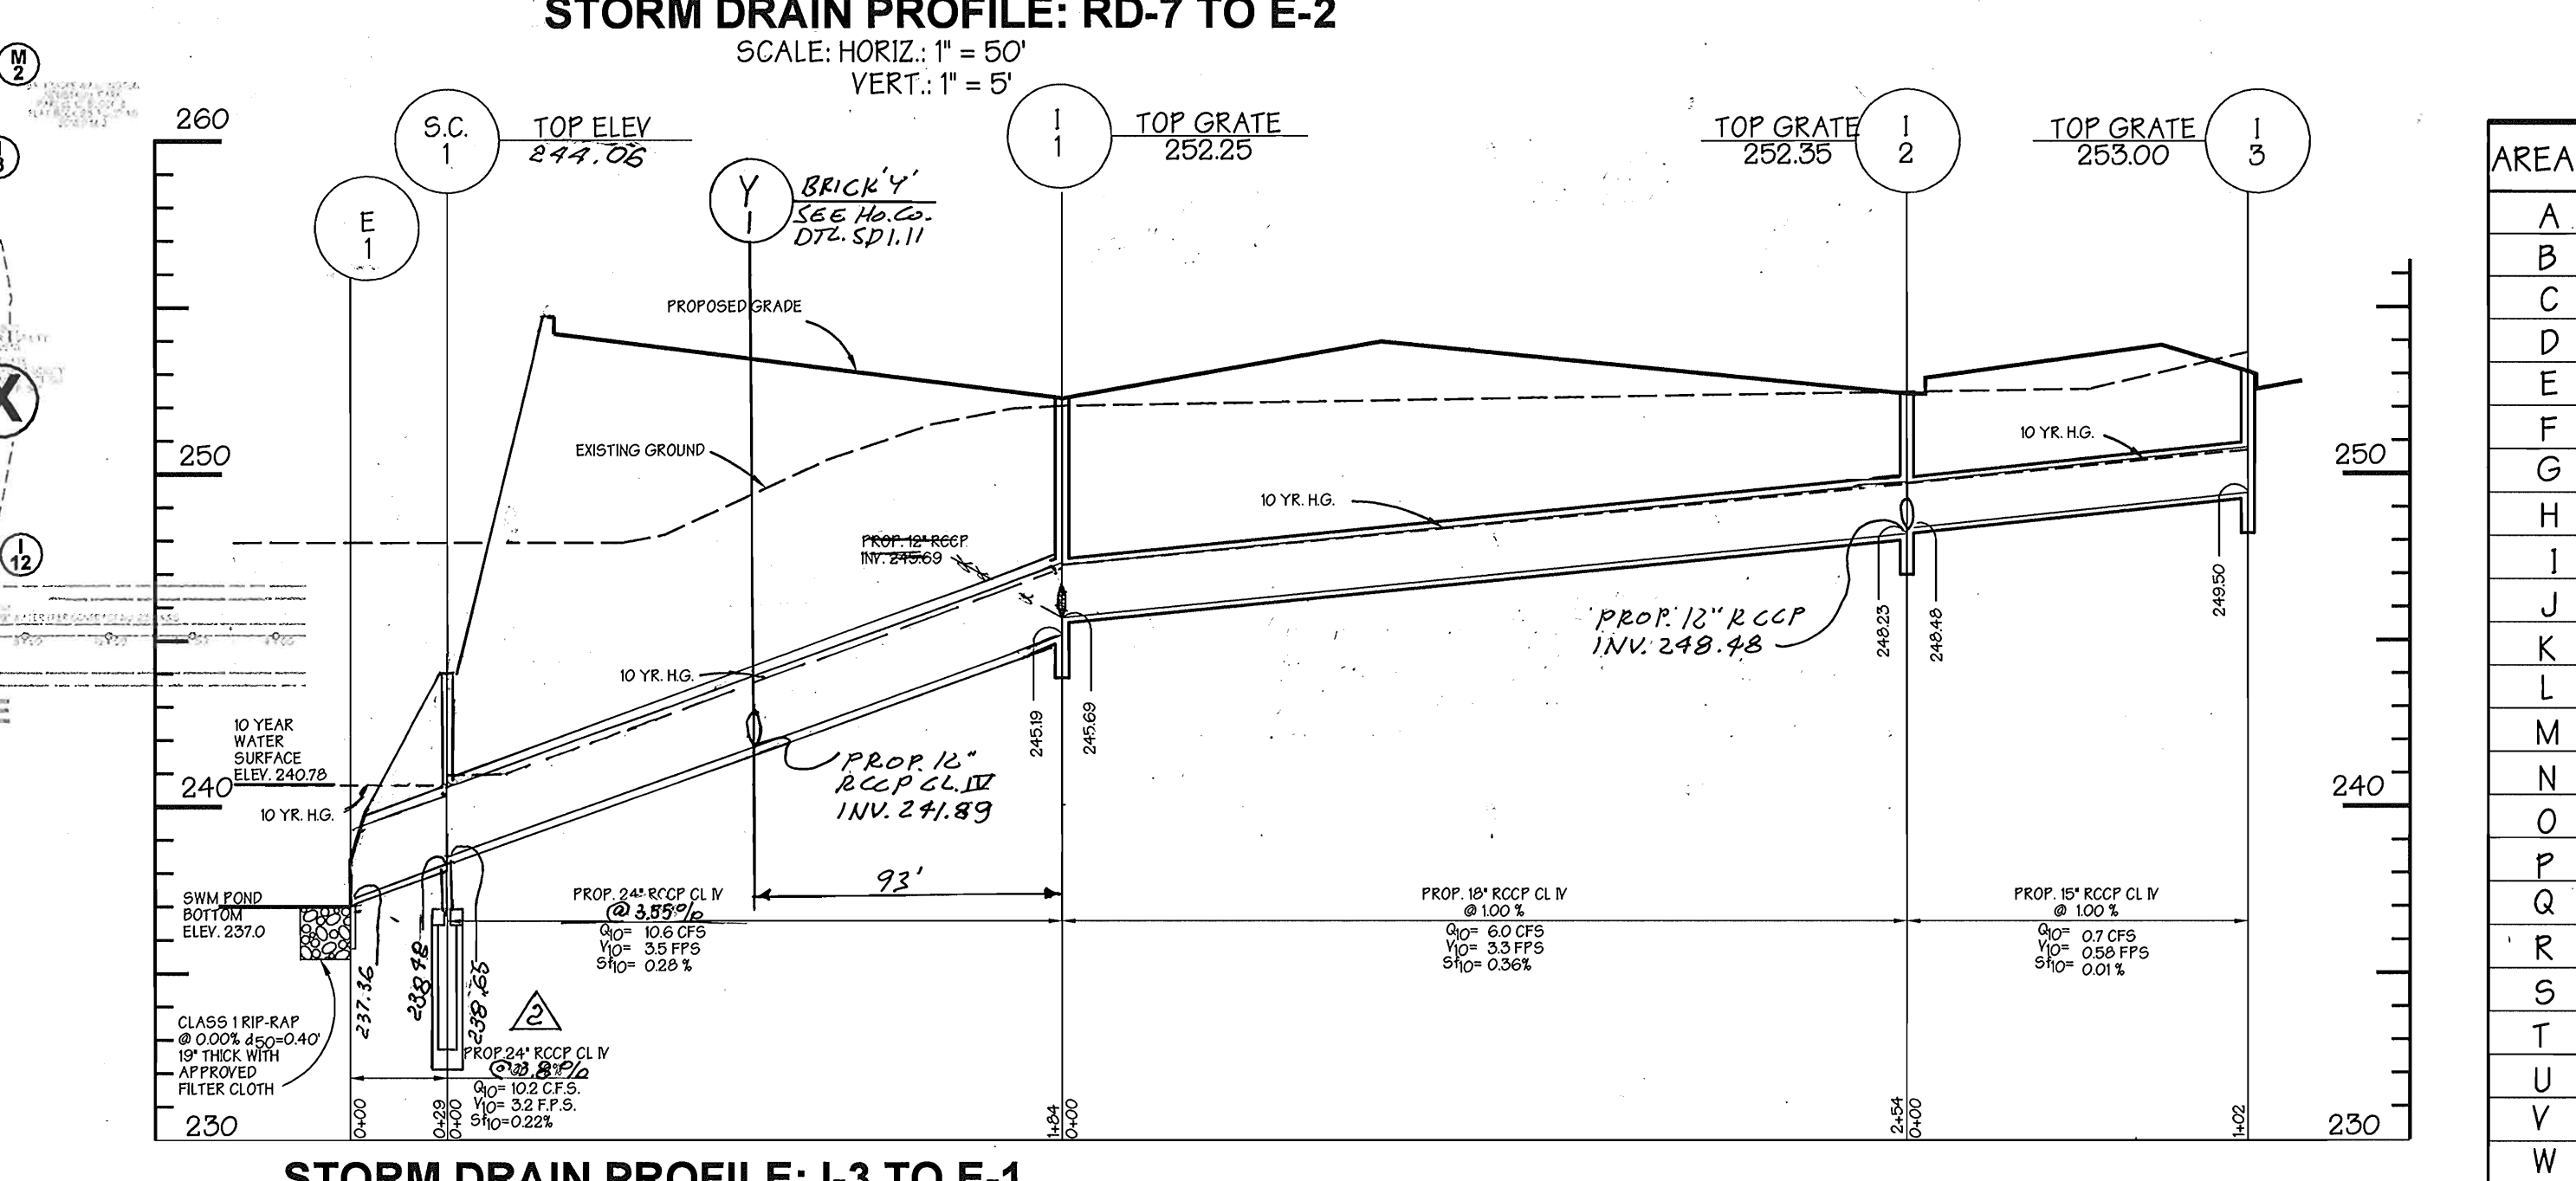 STORM DRAIN PROFILE: RD-7 TO E-2
SCALE: HORIZ.: 1" = 50'
VERT.: 1" = 5'
M
2
I
12
X
260
250
240
230
E
1
S.C.
1
TOP ELEV
244.06
Y
1
BRICK 'Y'
SEE HO.CO.
DTL. SD1.11
I
1
TOP GRATE
252.25
TOP GRATE
252.35
I
2
TOP GRATE
253.00
I
3
PROPOSED GRADE
EXISTING GROUND
PROP. 12" RCCP
INV. 245.69
10 YR. H.G.
10 YR. H.G.
10 YR. H.G.
10 YEAR
WATER
SURFACE
ELEV. 240.78
10 YR. H.G.
PROP. 12"
RCCP CL. IV
INV. 241.89
PROP. 12" RCCP
INV. 248.48
245.19
245.69
248.23
248.48
249.50
93'
SWM POND
BOTTOM
ELEV. 237.0
CLASS 1 RIP-RAP
@ 0.00% d50=0.40'
19" THICK WITH
APPROVED
FILTER CLOTH
237.36
238.48
238.65
2
PROP. 24" RCCP CL IV
@ 3.55%
Q10= 10.6 CFS
V10= 3.5 FPS
Sf10= 0.28 %
PROP. 18" RCCP CL IV
@ 1.00 %
Q10= 6.0 CFS
V10= 3.3 FPS
Sf10= 0.36%
PROP. 15" RCCP CL IV
@ 1.00 %
Q10= 0.7 CFS
V10= 0.58 FPS
Sf10= 0.01 %
PROP.24" RCCP CL IV
@ 3.8%
Q10= 10.2 C.F.S.
V10= 3.2 F.P.S.
Sf10=0.22%
0+00
0+29
0+00
1+84
0+00
2+54
0+00
1+02
250
240
230
STORM DRAIN PROFILE: I-3 TO E-1
AREA
A
B
C
D
E
F
G
H
I
J
K
L
M
N
O
P
Q
R
S
T
U
V
W